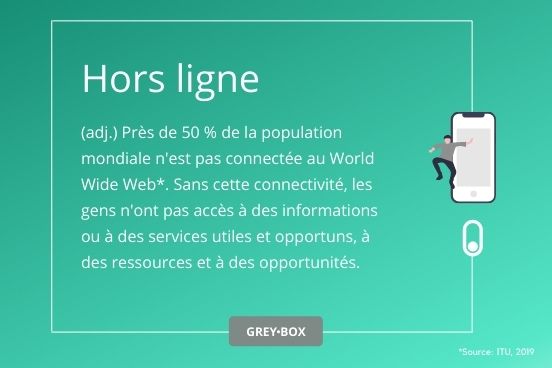 Hors ligne
(adj.) Près de 50 % de la population
mondiale n'est pas connectée au World
Wide Web*. Sans cette connectivité, les
gens n'ont pas accès à des informations
ou à des services utiles et opportuns, à
des ressources et à des opportunités.
GREY•BOX
*Source: ITU, 2019